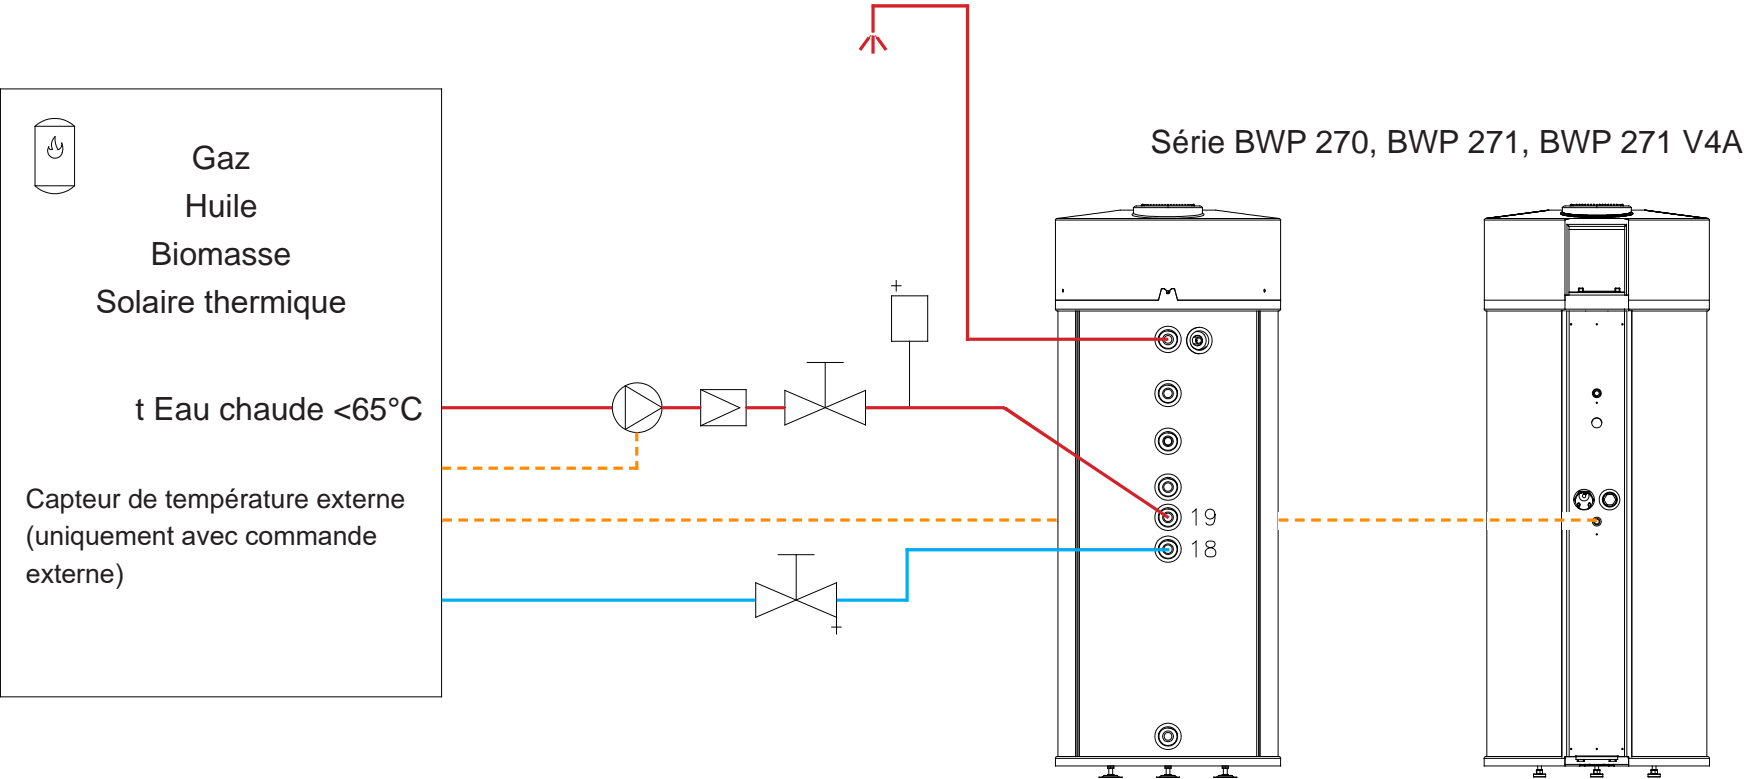 Série BWP 270, BWP 271, BWP 271 V4A
Gaz
Huile
Biomasse
Solaire thermique
t Eau chaude <65°C
Capteur de température externe
(uniquement avec commande
externe)
19
18